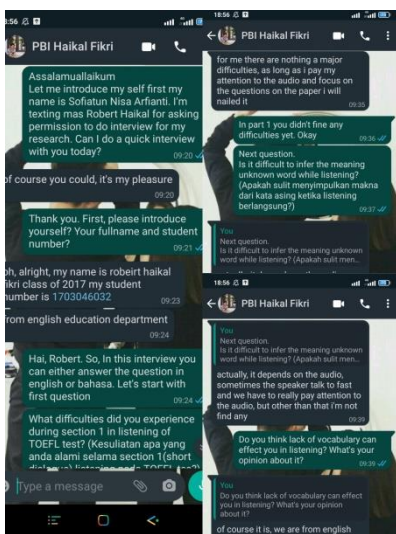 :56
PBI Haikal Fikri
Assalamuallaikum
Let me introduce my self first my
name is Sofiatun Nisa Arfianti. I'm
texting mas Robert Haikal for asking
permission to do interview for my
research. Can I do a quick interview
with you today?
09:20
of course you could, it's my pleasure
09:20
Thank you. First, please introduce
yourself? Your fullname and student
number?
09:21
oh, alright, my name is robeirt haikal
fikri class of 2017 my student
number is 1703046032
09:23
from english education department
09:24
Hai, Robert. So, In this interview you
can either answer the question in
english or bahasa. Let's start with
first question
09:24
What difficulties did you experience
during section 1 in listening of
TOEFL test? (Kesuliatan apa yang
anda alami selama section 1(short
Type a message
18:56
PBI Haikal Fikri
for me there are nothing a major
difficulties, as long as i pay my
attention to the audio and focus on
the questions on the paper i will
nailed it
09:35
In part 1 you didn't fine any
difficulties yet. Okay
09:36
Next question.
Is it difficult to infer the meaning
unknown word while listening?
(Apakah sulit menyimpulkan makna
dari kata asing ketika listening
berlangsung?)
09:37
You
Next question.
Is it difficult to infer the meaning unknown
word while listening? (Apakah sulit men...
18:56
PBI Haikal Fikri
You
Next question.
Is it difficult to infer the meaning unknown
word while listening? (Apakah sulit men...
actually, it depends on the audio,
sometimes the speaker talk to fast
and we have to really pay attention to
the audio, but other than that i'm not
find any
09:39
Do you think lack of vocabulary can
effect you in listening? What's your
opinion about it?
09:39
You
Do you think lack of vocabulary can effect
you in listening? What's your opinion
about it?
of course it is, we are from english